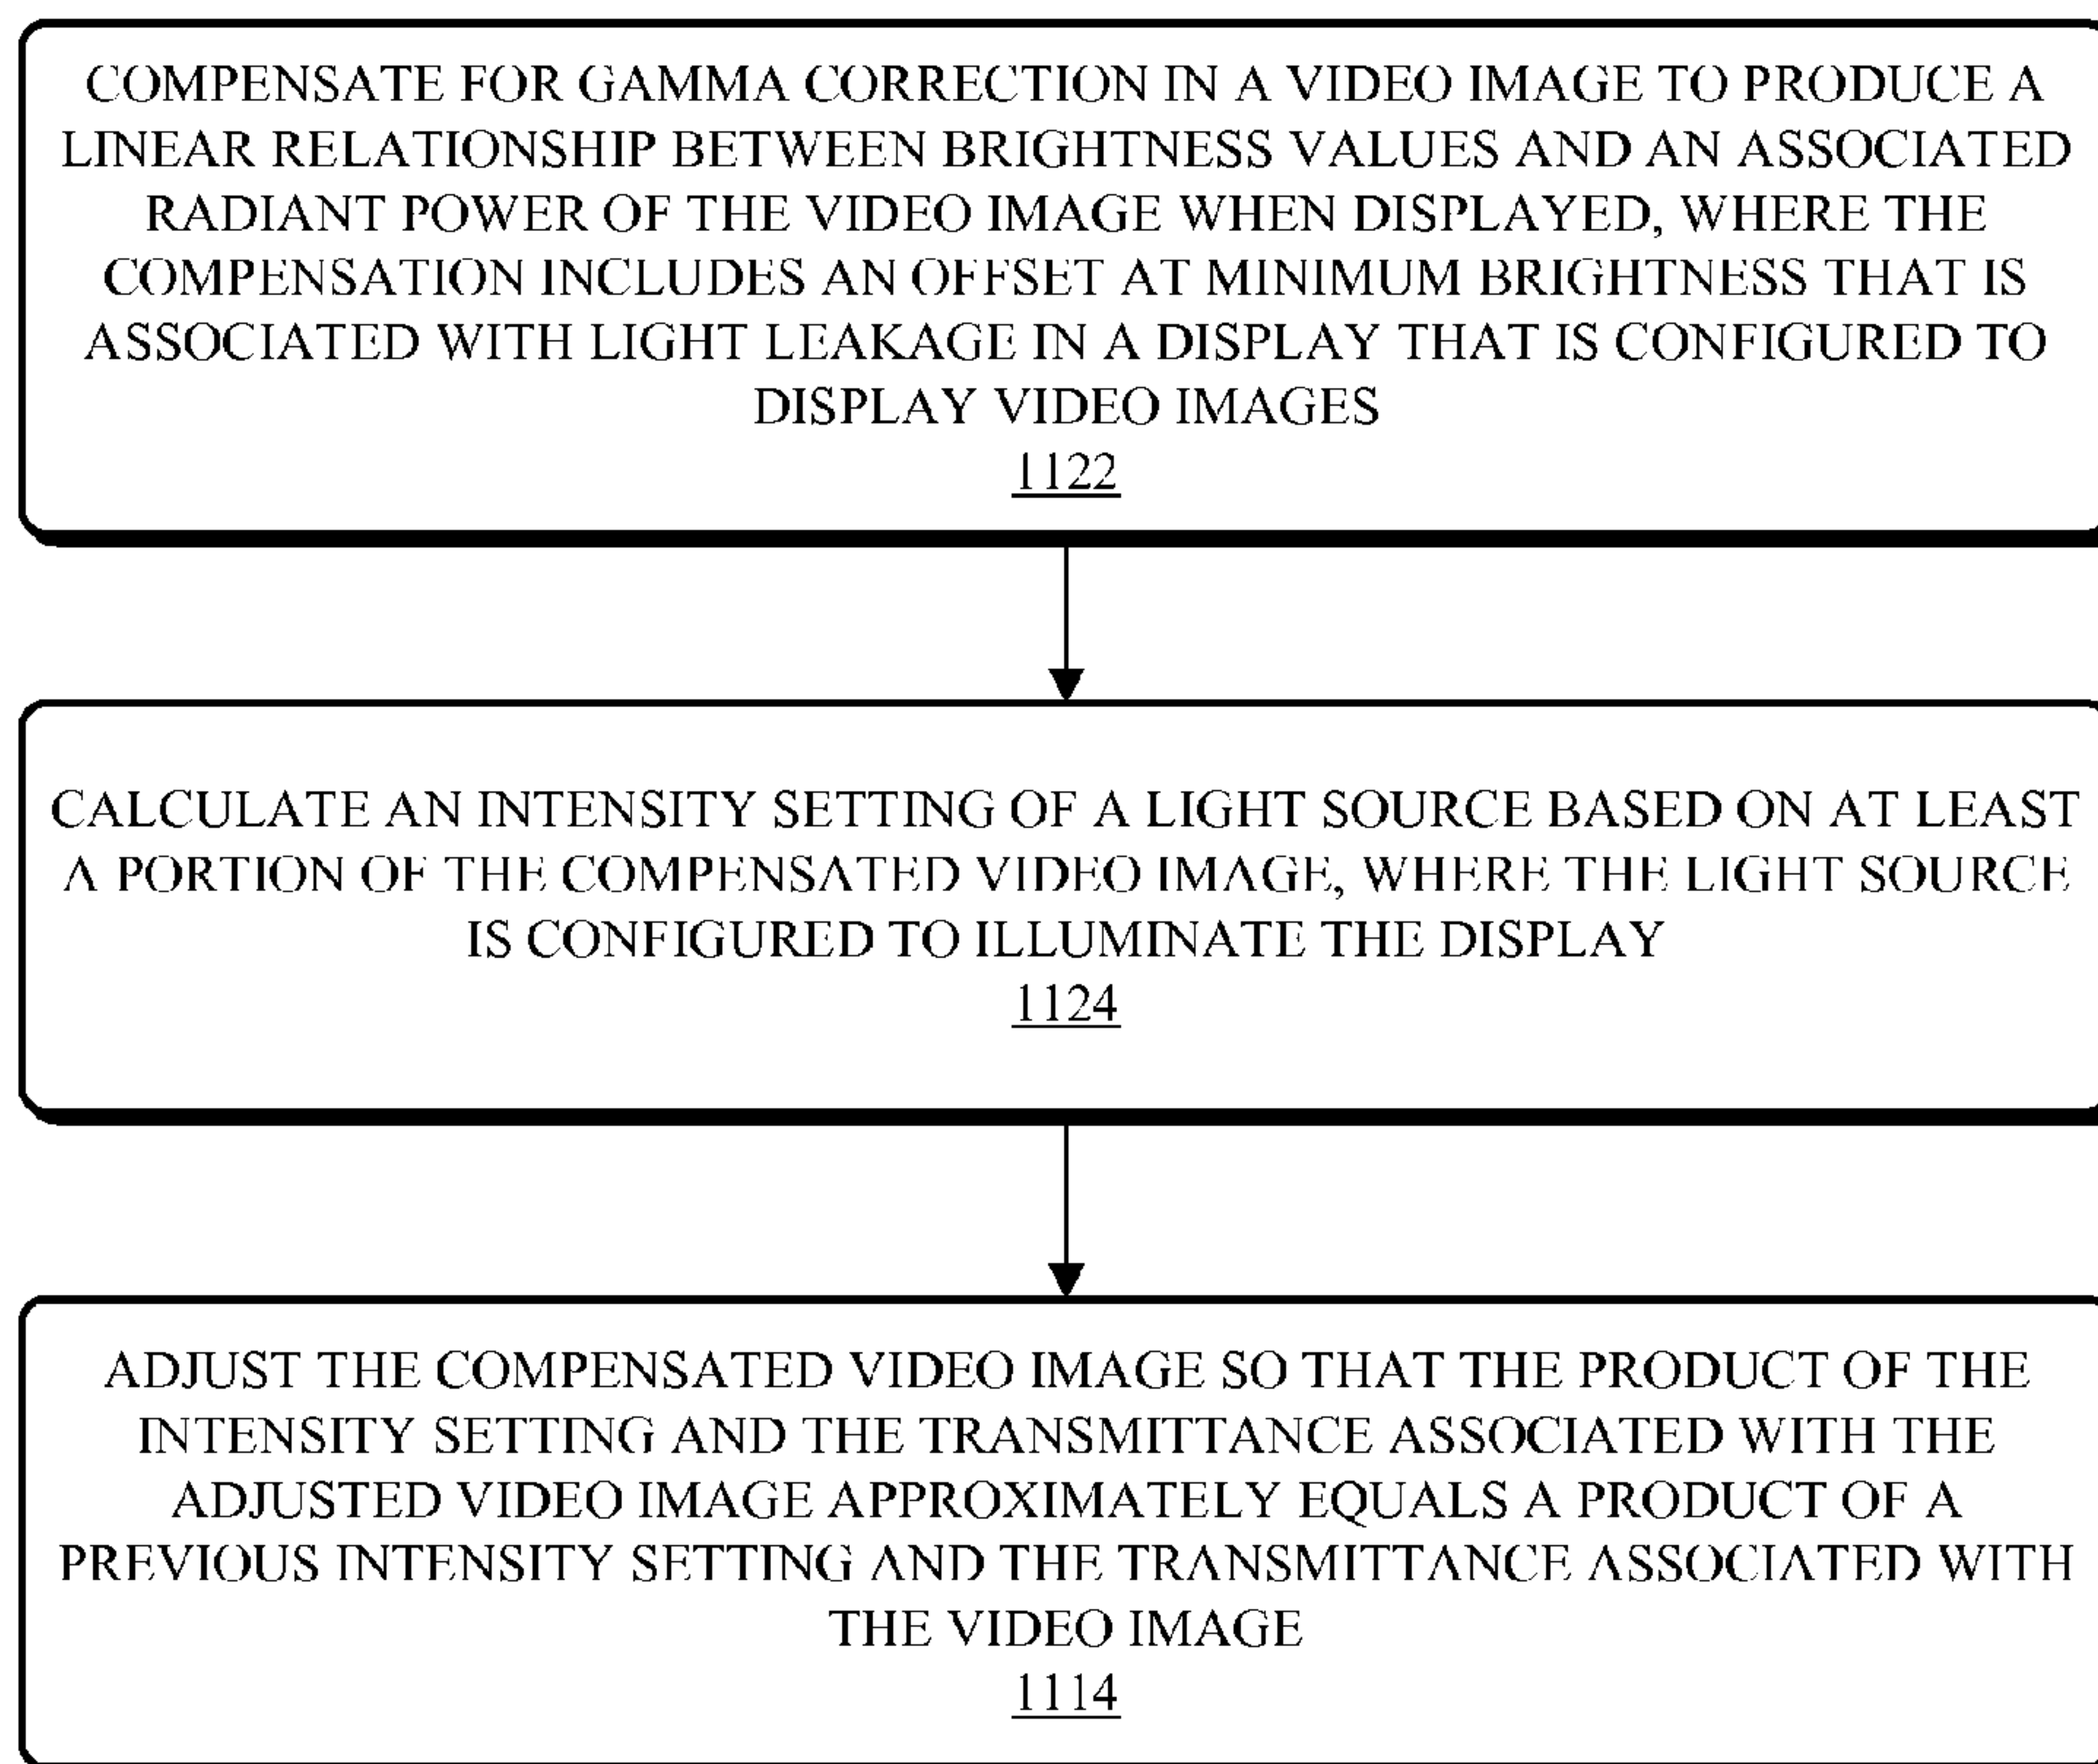 COMPENSATE FOR GAMMA CORRECTION IN A VIDEO IMAGE TO PRODUCE A
LINEAR RELATIONSHIP BETWEEN BRIGHTNESS VALUES AND AN ASSOCIATED
RADIANT POWER OF THE VIDEO IMAGE WHEN DISPLAYED, WHERE THE
COMPENSATION INCLUDES AN OFFSET AT MINIMUM BRIGHTNESS THAT IS
ASSOCIATED WITH LIGHT LEAKAGE IN A DISPLAY THAT IS CONFIGURED TO
DISPLAY VIDEO IMAGES
1122
CALCULATE AN INTENSITY SETTING OF A LIGHT SOURCE BASED ON AT LEAST
A PORTION OF THE COMPENSATED VIDEO IMAGE, WHERE THE LIGHT SOURCE
IS CONFIGURED TO ILLUMINATE THE DISPLAY
1124
ADJUST THE COMPENSATED VIDEO IMAGE SO THAT THE PRODUCT OF THE
INTENSITY SETTING AND THE TRANSMITTANCE ASSOCIATED WITH THE
ADJUSTED VIDEO IMAGE APPROXIMATELY EQUALS A PRODUCT OF A
PREVIOUS INTENSITY SETTING AND THE TRANSMITTANCE ASSOCIATED WITH
THE VIDEO IMAGE
1114